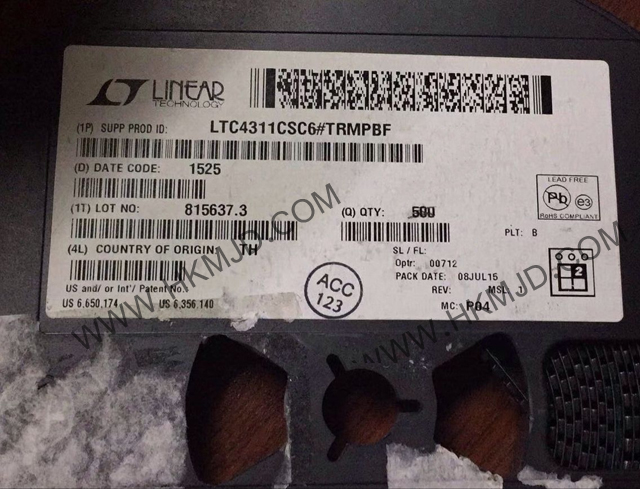 LINEAR
TECHNOLOGY
(1P) SUPP PROD ID: LTC4311CSC6#TRMPBF
(D) DATE CODE: 1525
(1T) LOT NO: 815637.3
(Q) QTY: 500
PLT: B
(4L) COUNTRY OF ORIGIN: TH
SL / FL:
Optr: 00712
PACK DATE: 08JUL15
REV: MSL 1
MC: P04
US and/ or Int'/ Patent No.
US 6,650,174 US 6,356,140
ACC
123
LEAD FREE
Pb e3
RoHS COMPLIANT
2
WWW.HKMJD.COM
WWW.HKMJD.COM